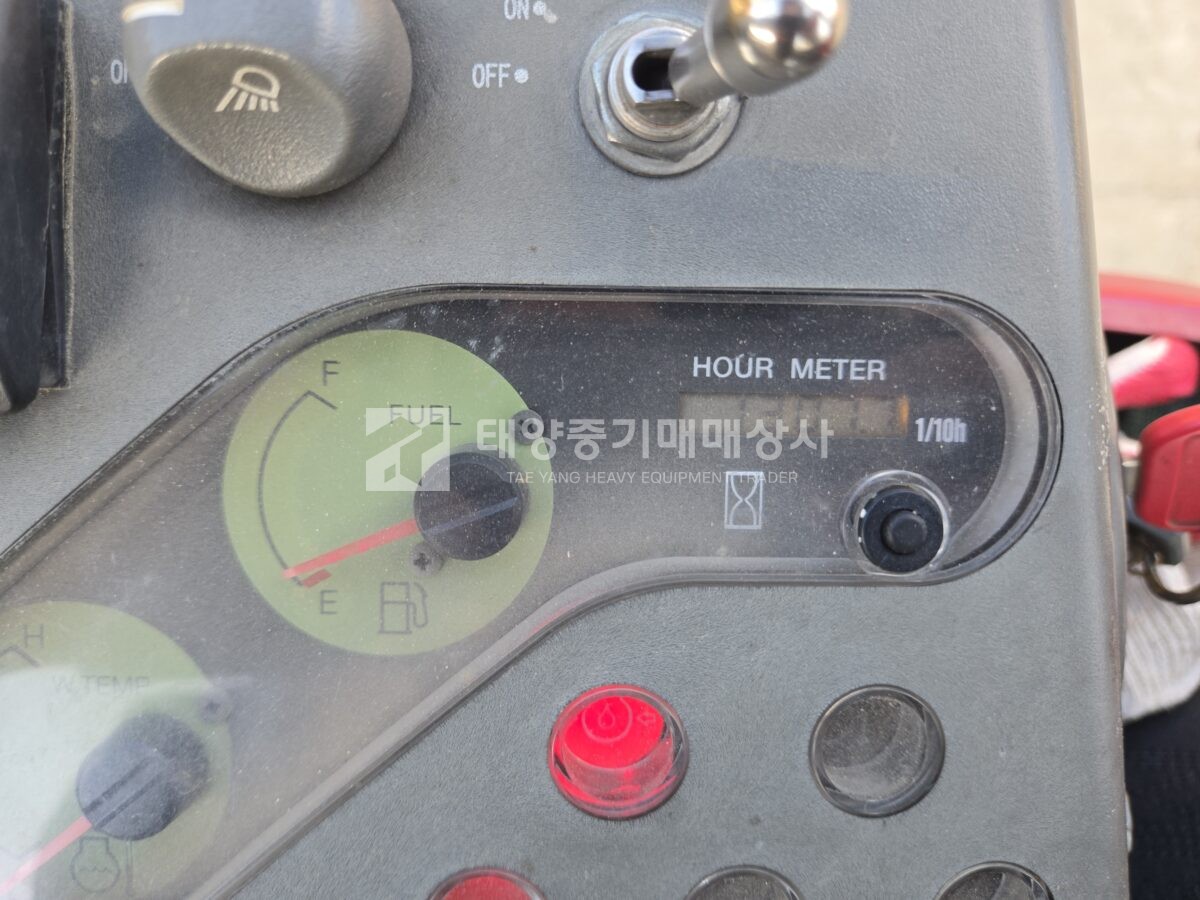 ON
OFF
F
FUEL
E
HOUR METER
1/10h
태양중기매매상사
TAE YANG HEAVY EQUIPMENT TRADER
H
W.TEMP